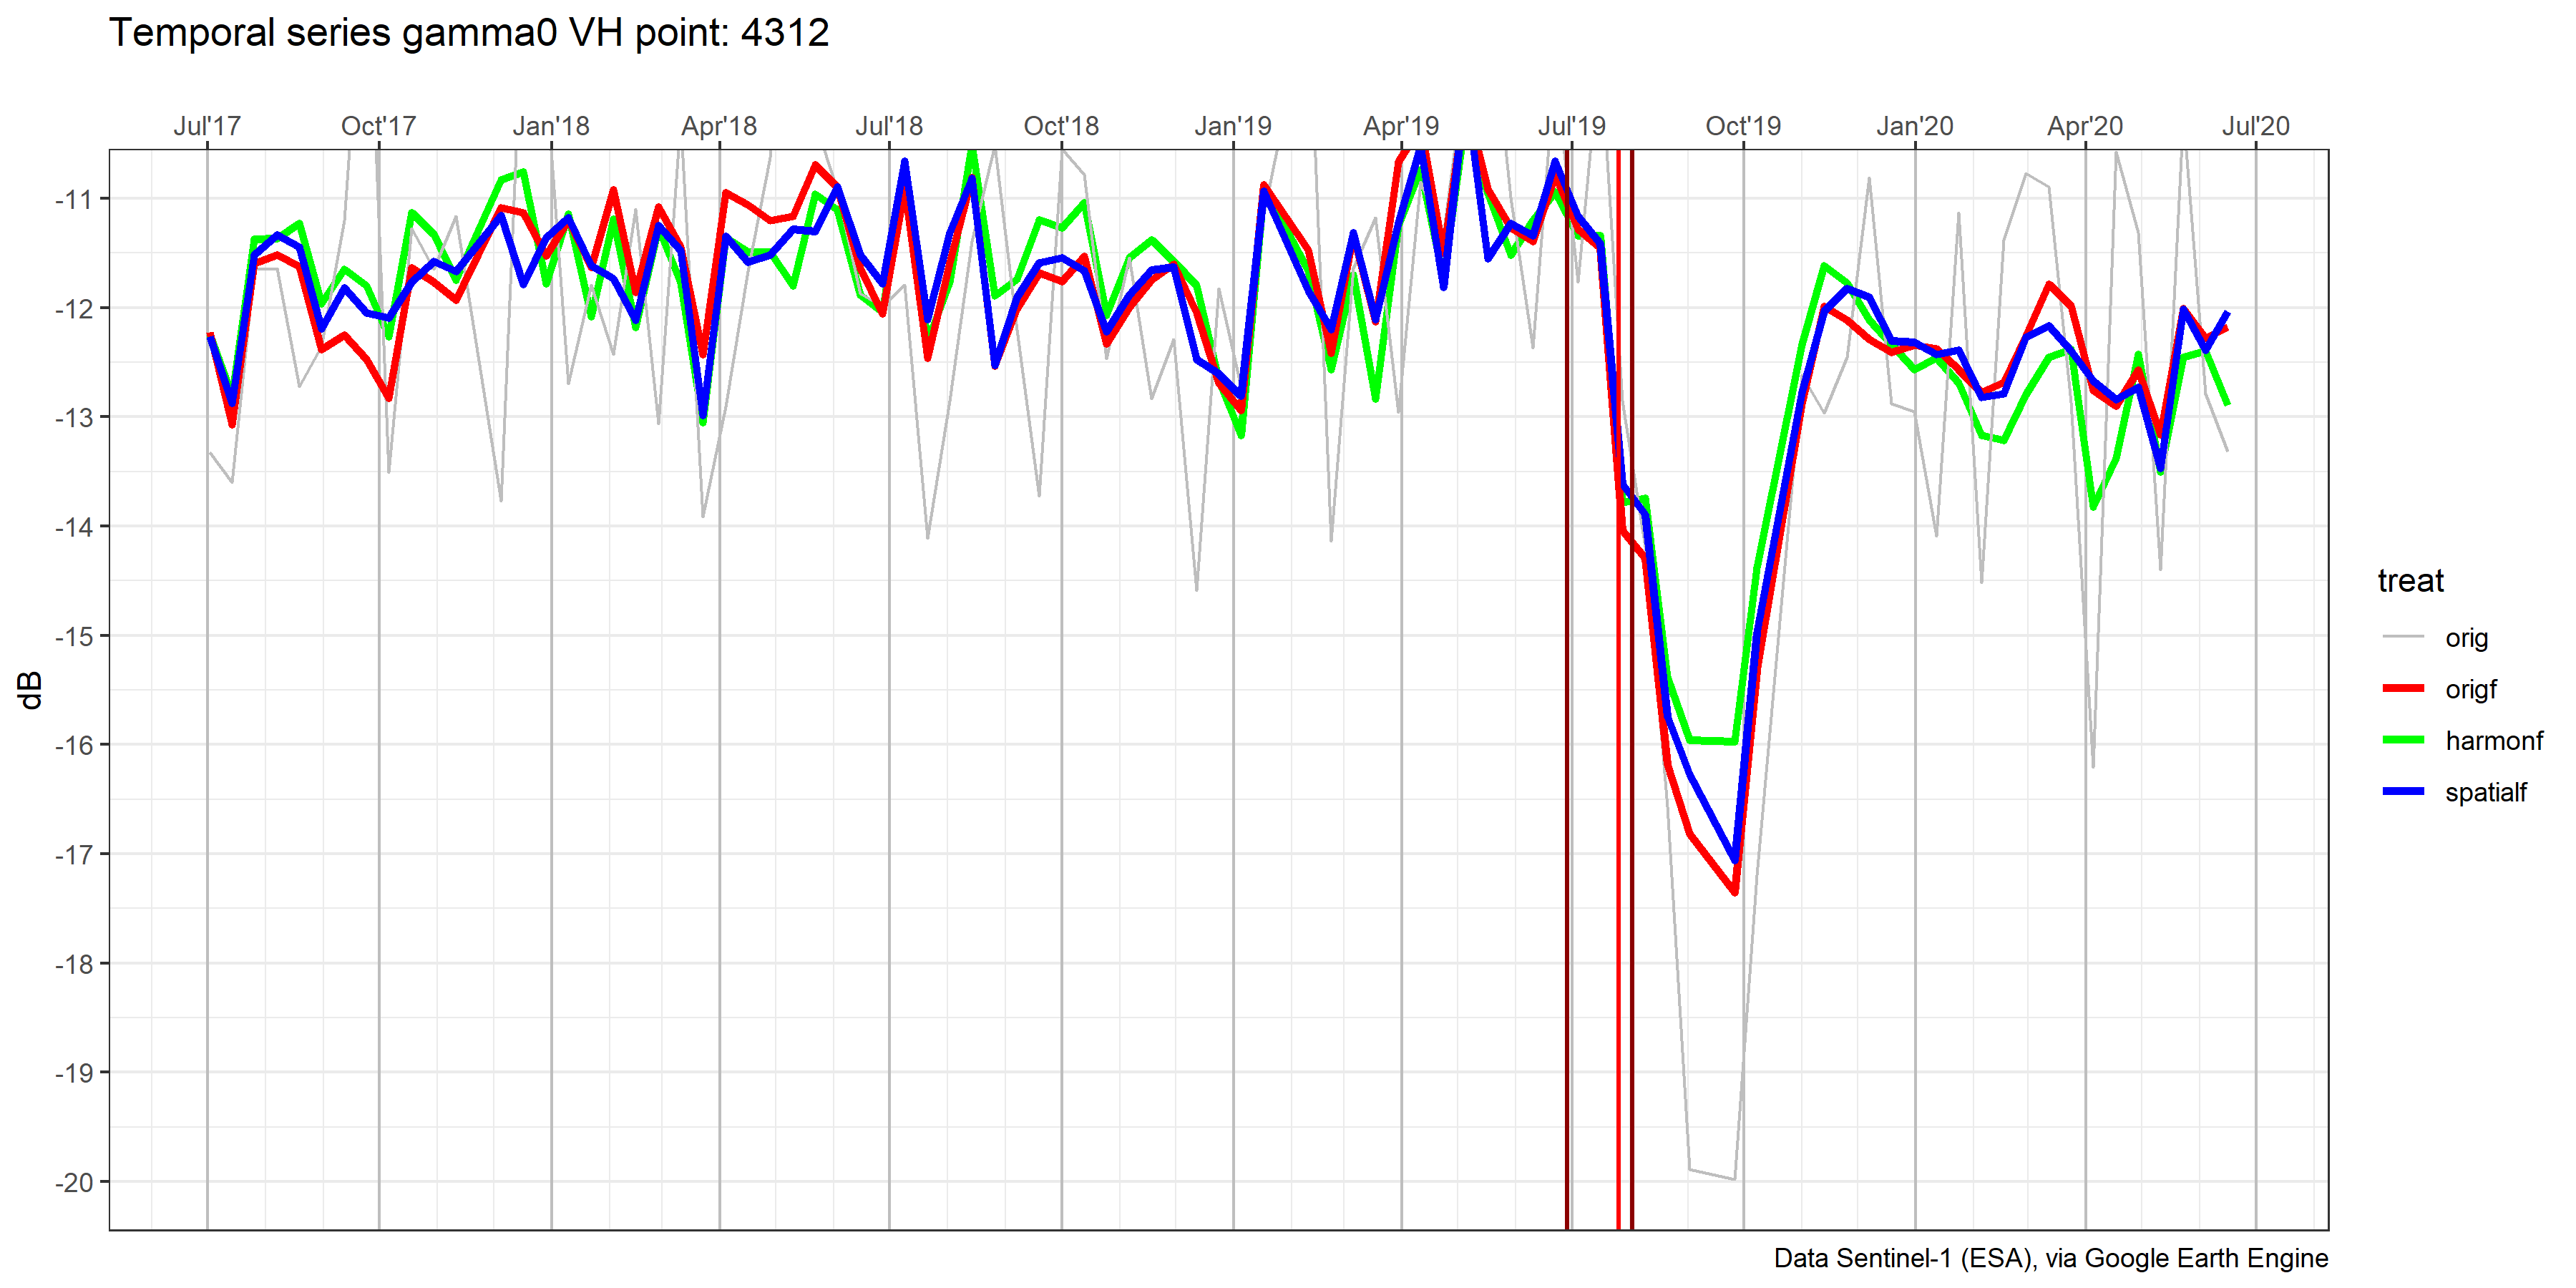 Temporal series gamma0 VH point: 4312
Jul'17 Oct'17 Jan'18 Apr'18 Jul'18 Oct'18 Jan'19 Apr'19 Jul'19 Oct'19 Jan'20 Apr'20 Jul'20
-11
-12
-13
-14
-15
-16
-17
-18
-19
-20
dB
treat
orig
origf
harmonf
spatialf
Data Sentinel-1 (ESA), via Google Earth Engine